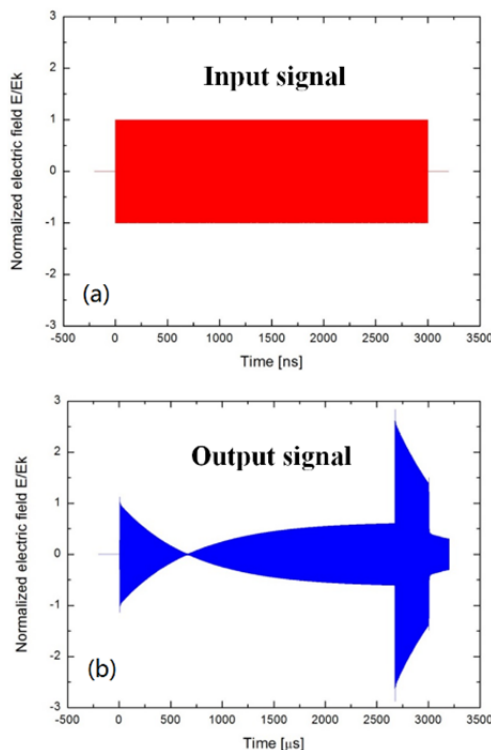 3
2
1
0
-1
-2
-3
Normalized electric field E/Ek
Input signal
(a)
-500 0 500 1000 1500 2000 2500 3000 3500
Time [ns]
3
2
1
0
-1
-2
-3
Normalized electric field E/Ek
Output signal
(b)
-500 0 500 1000 1500 2000 2500 3000 3500
Time [μs]